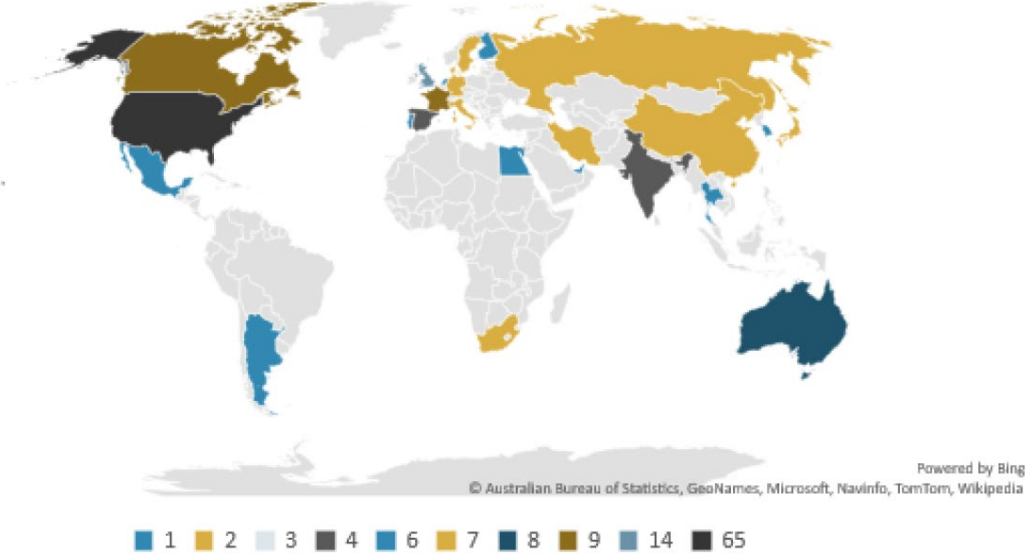 Powered by Bing
© Australian Bureau of Statistics, GeoNames, Microsoft, Navinfo, TomTom, Wikipedia
1 2 3 4 6 7 8 9 14 65